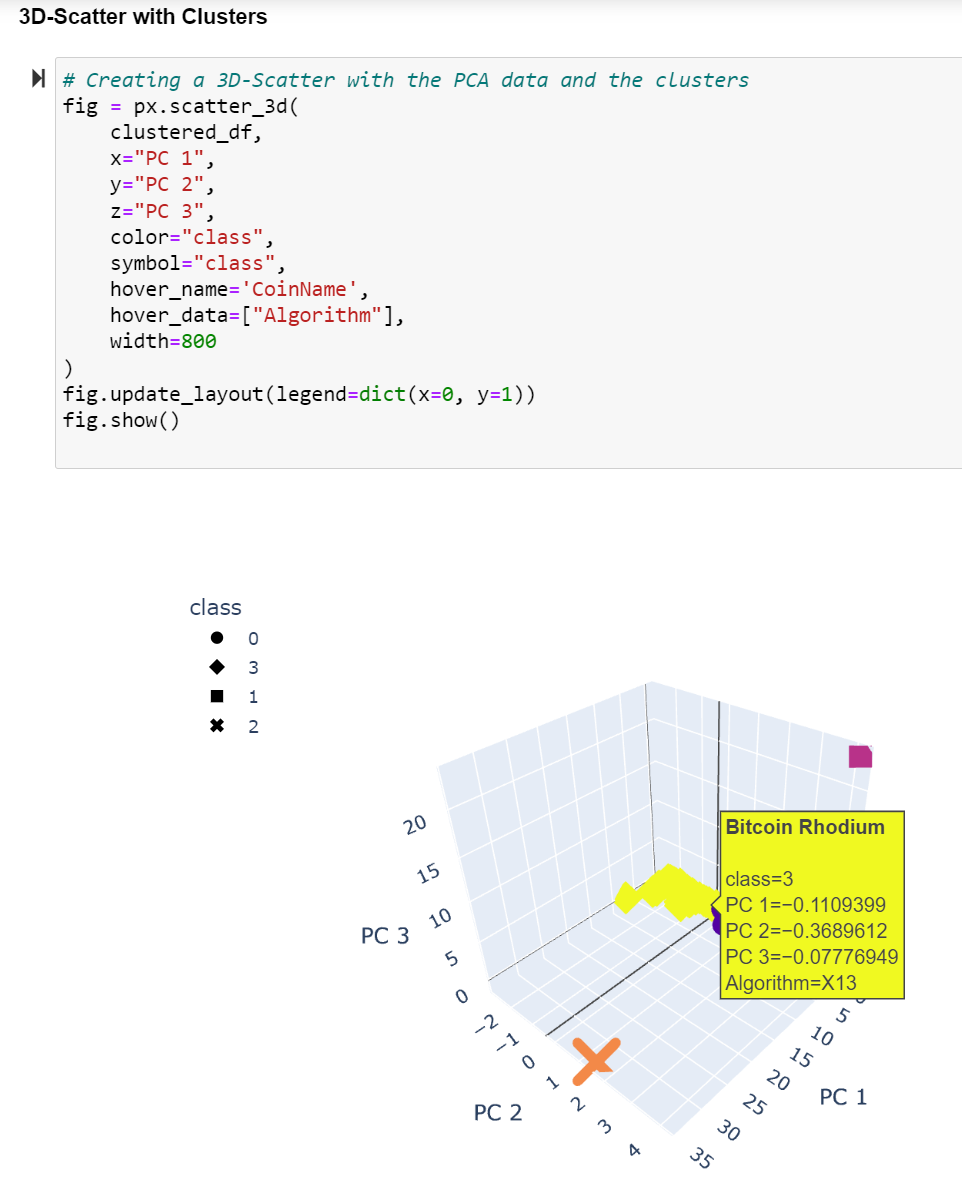 3D-Scatter with Clusters
# Creating a 3D-Scatter with the PCA data and the clusters
fig = px.scatter_3d(
    clustered_df,
    x="PC 1",
    y="PC 2",
    z="PC 3",
    color="class",
    symbol="class",
    hover_name='CoinName',
    hover_data=["Algorithm"],
    width=800
)
fig.update_layout(legend=dict(x=0, y=1))
fig.show()
class
0
3
1
2
20
15
10
5
0
PC 3
Bitcoin Rhodium
class=3
PC 1=−0.1109399
PC 2=−0.3689612
PC 3=−0.07776949
Algorithm=X13
−2
−1
0
1
2
3
4
PC 2
5
10
15
20
25
30
35
PC 1